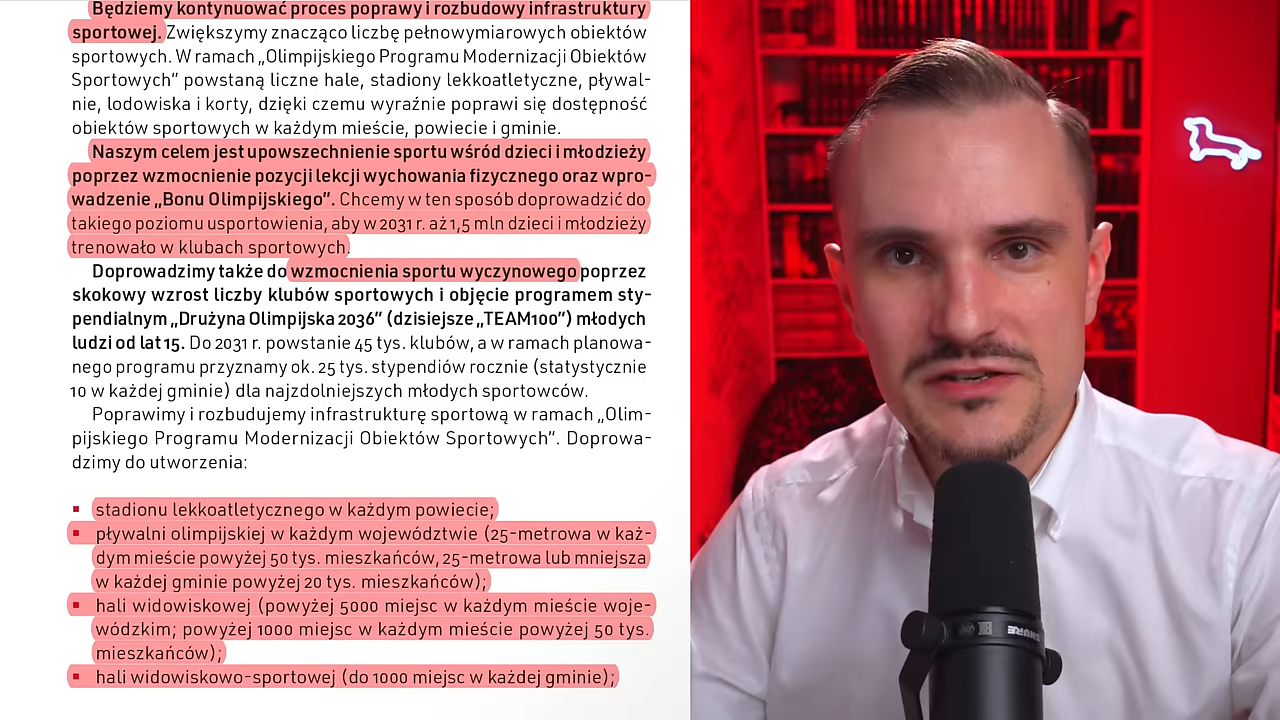 Będziemy kontynuować proces poprawy i rozbudowy infrastruktury
sportowej. Zwiększymy znacząco liczbę pełnowymiarowych obiektów
sportowych. W ramach „Olimpijskiego Programu Modernizacji Obiektów
Sportowych” powstaną liczne hale, stadiony lekkoatletyczne, pływal-
nie, lodowiska i korty, dzięki czemu wyraźnie poprawi się dostępność
obiektów sportowych w każdym mieście, powiecie i gminie.
Naszym celem jest upowszechnienie sportu wśród dzieci i młodzieży
poprzez wzmocnienie pozycji lekcji wychowania fizycznego oraz wpro-
wadzenie „Bonu Olimpijskiego”. Chcemy w ten sposób doprowadzić do
takiego poziomu usportowienia, aby w 2031 r. aż 1,5 mln dzieci i młodzieży
trenowało w klubach sportowych.
Doprowadzimy także do wzmocnienia sportu wyczynowego poprzez
skokowy wzrost liczby klubów sportowych i objęcie programem sty-
pendialnym „Drużyna Olimpijska 2036” (dzisiejsze „TEAM100”) młodych
ludzi od lat 15. Do 2031 r. powstanie 45 tys. klubów, a w ramach planowa-
nego programu przyznamy ok. 25 tys. stypendiów rocznie (statystycznie
10 w każdej gminie) dla najzdolniejszych młodych sportowców.
Poprawimy i rozbudujemy infrastrukturę sportową w ramach „Olim-
pijskiego Programu Modernizacji Obiektów Sportowych”. Doprowa-
dzimy do utworzenia:
▪ stadionu lekkoatletycznego w każdym powiecie;
▪ pływalni olimpijskiej w każdym województwie (25-metrowa w każ-
dym mieście powyżej 50 tys. mieszkańców, 25-metrowa lub mniejsza
w każdej gminie powyżej 20 tys. mieszkańców);
▪ hali widowiskowej (powyżej 5000 miejsc w każdym mieście woje-
wódzkim; powyżej 1000 miejsc w każdym mieście powyżej 50 tys.
mieszkańców);
▪ hali widowiskowo-sportowej (do 1000 miejsc w każdej gminie);
SHURE